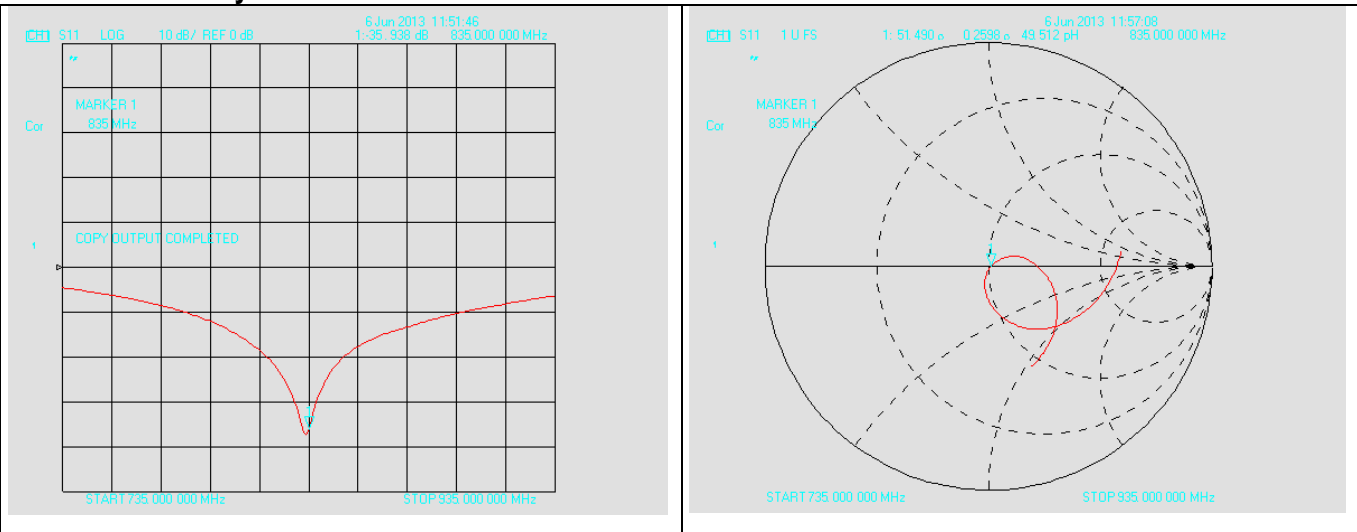 6 Jun 2013 11:51:46
CH1 S11 LOG 10 dB/ REF 0 dB 1:-35.938 dB 835.000 000 MHz
MARKER 1
835 MHz
Cor
COPY OUTPUT COMPLETED
1
1
START 735.000 000 MHz STOP 935.000 000 MHz
6 Jun 2013 11:57:08
CH1 S11 1 U FS 1: 51.490 Ω 0.2598 Ω 49.512 pH 835.000 000 MHz
MARKER 1
835 MHz
Cor
1
1
START 735.000 000 MHz STOP 935.000 000 MHz